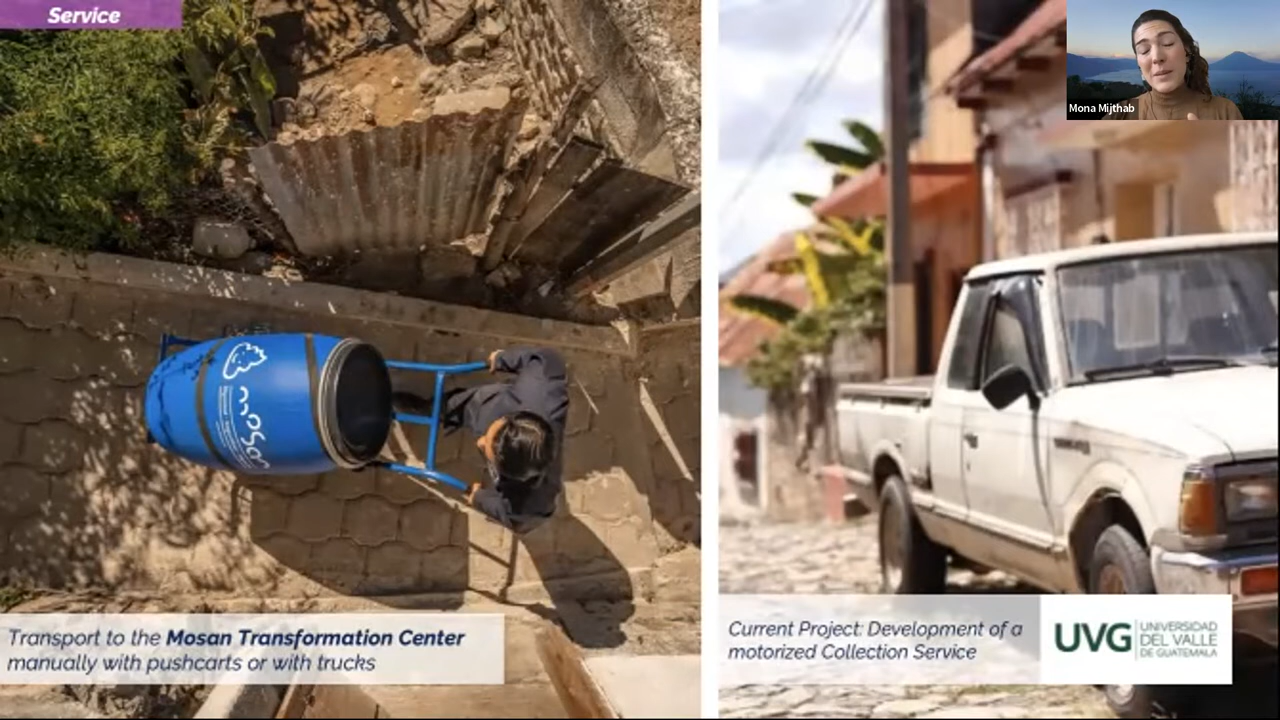 Service
Mona Mijthab
mosan
Transport to the Mosan Transformation Center
manually with pushcarts or with trucks
Current Project: Development of a
motorized Collection Service
UVG
UNIVERSIDAD
DEL VALLE
DE GUATEMALA